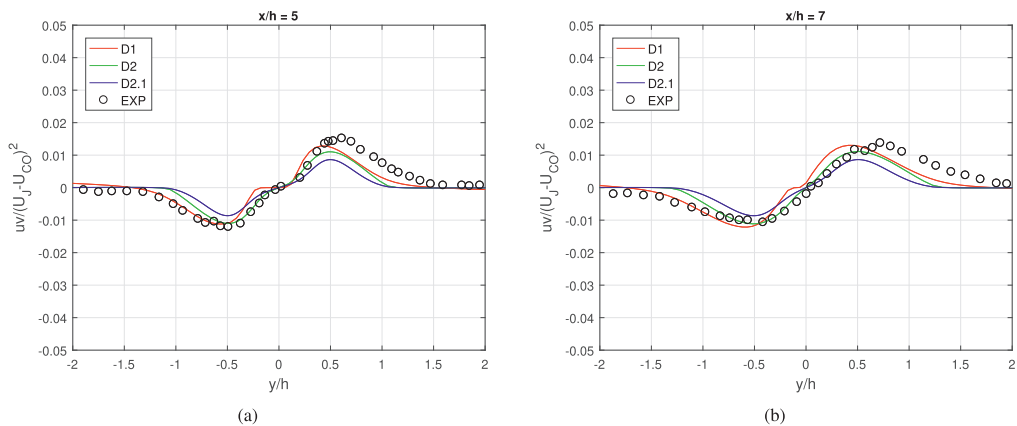 x/h = 5
0.05
0.04
0.03
0.02
0.01
0
-0.01
-0.02
-0.03
-0.04
-0.05
uv/(U_J-U_CO)^2
D1
D2
D2.1
EXP
-2 -1.5 -1 -0.5 0 0.5 1 1.5 2
y/h
(a)
x/h = 7
0.05
0.04
0.03
0.02
0.01
0
-0.01
-0.02
-0.03
-0.04
-0.05
uv/(U_J-U_CO)^2
D1
D2
D2.1
EXP
-2 -1.5 -1 -0.5 0 0.5 1 1.5 2
y/h
(b)